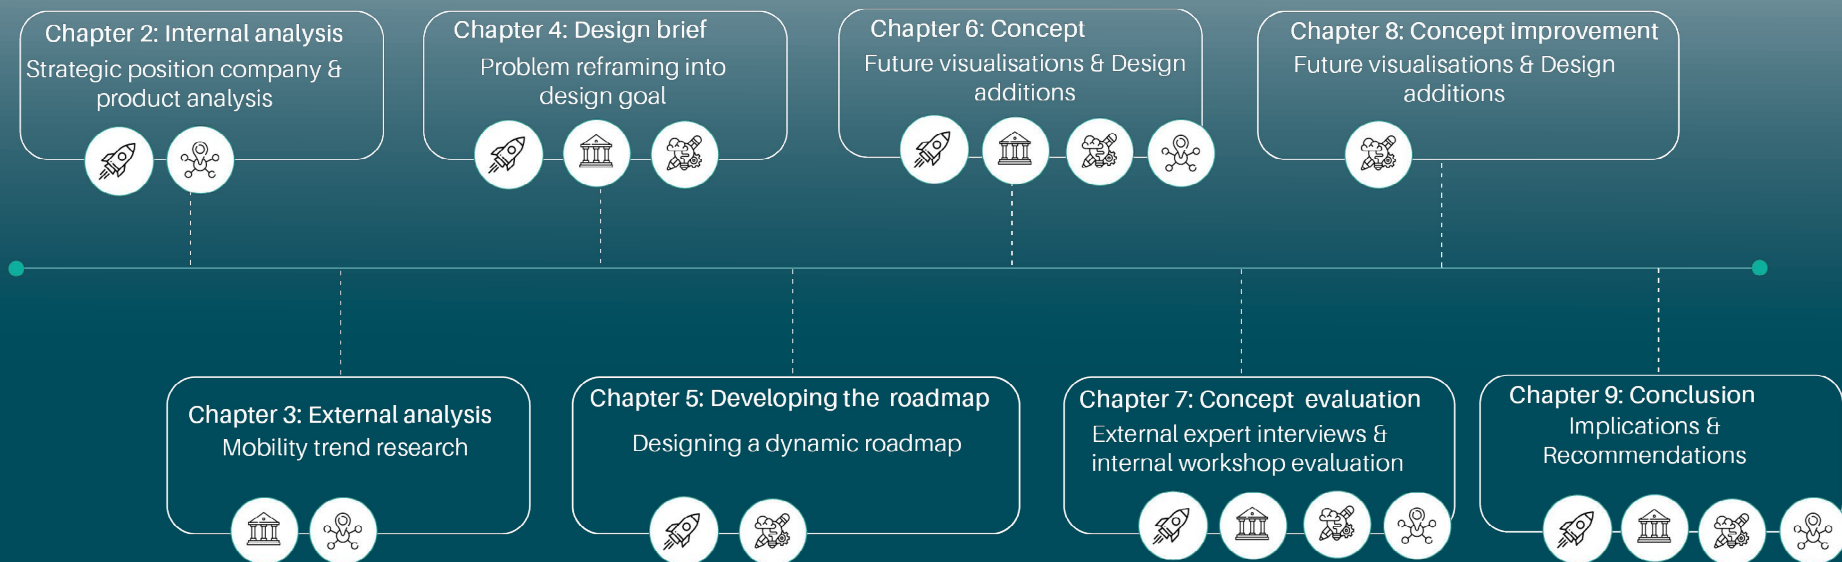 Chapter 2: Internal analysis
Strategic position company &
product analysis
Chapter 4: Design brief
Problem reframing into
design goal
Chapter 6: Concept
Future visualisations & Design
additions
Chapter 8: Concept improvement
Future visualisations & Design
additions
Chapter 3: External analysis
Mobility trend research
Chapter 5: Developing the roadmap
Designing a dynamic roadmap
Chapter 7: Concept evaluation
External expert interviews &
internal workshop evaluation
Chapter 9: Conclusion
Implications &
Recommendations